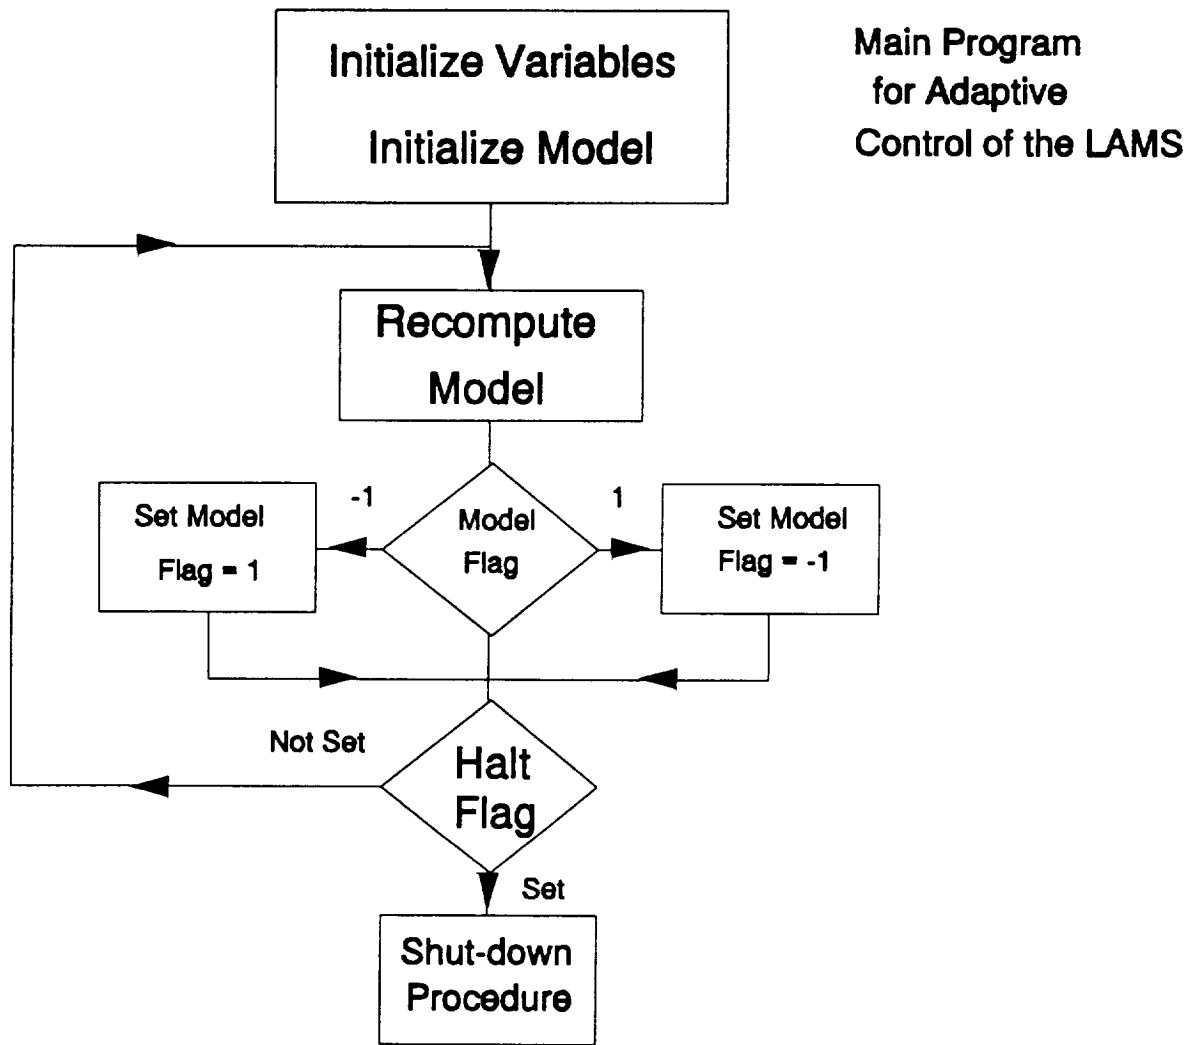 Initialize Variables
Initialize Model
Main Program
for Adaptive
Control of the LAMS
Recompute
Model
-1
Model
Flag
1
Set Model
Flag = 1
Set Model
Flag = -1
Not Set
Halt
Flag
Set
Shut-down
Procedure